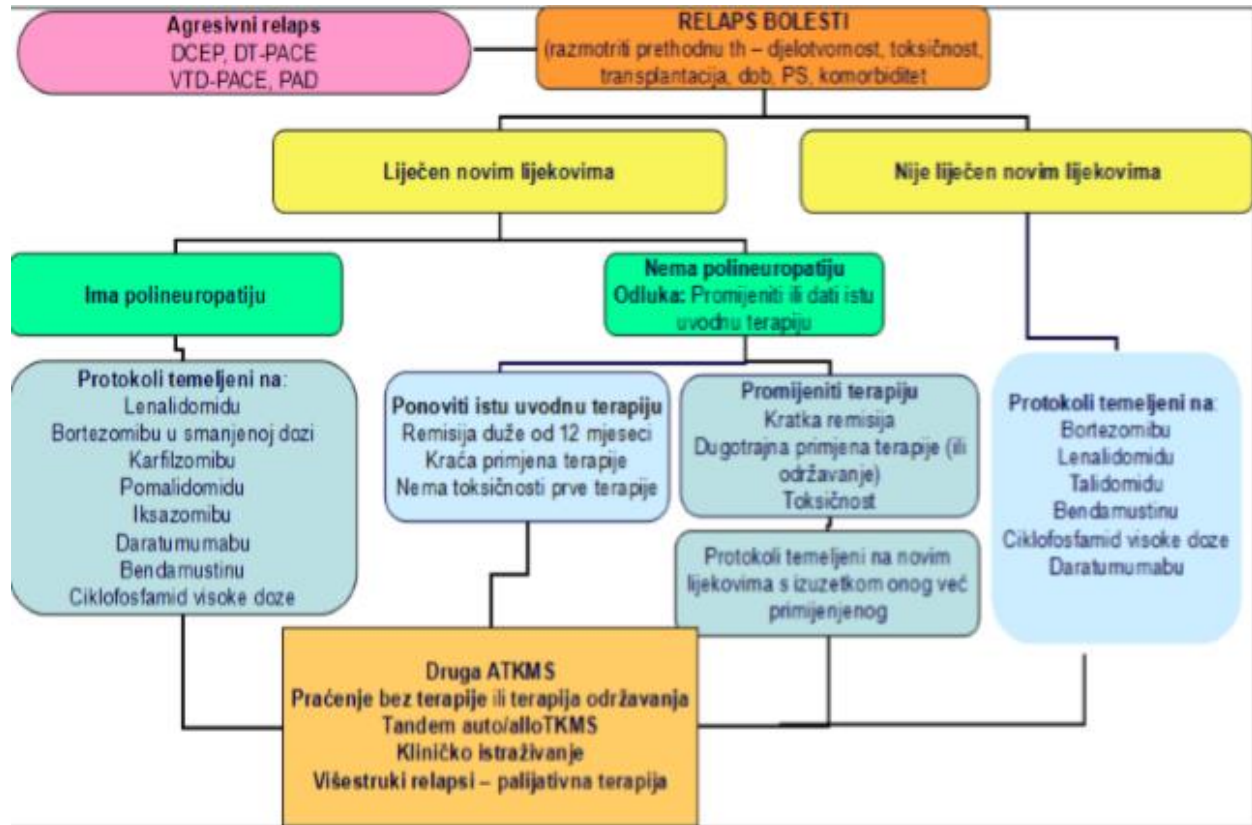 Agresivni relaps
DCEP, DT-PACE
VTD-PACE, PAD
RELAPS BOLESTI
(razmotriti prethodnu th – djelotvornost, toksičnost,
transplantacija, dob, PS, komorbiditet
Liječen novim lijekovima
Nije liječen novim lijekovima
Ima polineuropatiju
Nema polineuropatiju
Odluka: Promijeniti ili dati istu
uvodnu terapiju
Protokoli temeljeni na:
Lenalidomidu
Bortezomibu u smanjenoj dozi
Karfilzomibu
Pomalidomidu
Iksazomibu
Daratumumabu
Bendamustinu
Ciklofosfamid visoke doze
Ponoviti istu uvodnu terapiju
Remisija duže od 12 mjeseci
Kraća primjena terapije
Nema toksičnosti prve terapije
Promijeniti terapiju
Kratka remisija
Dugotrajna primjena terapije (ili
održavanje)
Toksičnost
Protokoli temeljeni na novim
lijekovima s izuzetkom onog već
primijenjenog
Protokoli temeljeni na:
Bortezomibu
Lenalidomidu
Talidomidu
Bendamustinu
Ciklofosfamid visoke doze
Daratumumabu
Druga ATKMS
Praćenje bez terapije ili terapija održavanja
Tandem auto/alloTKMS
Kliničko istraživanje
Višestruki relapsi – palijativna terapija